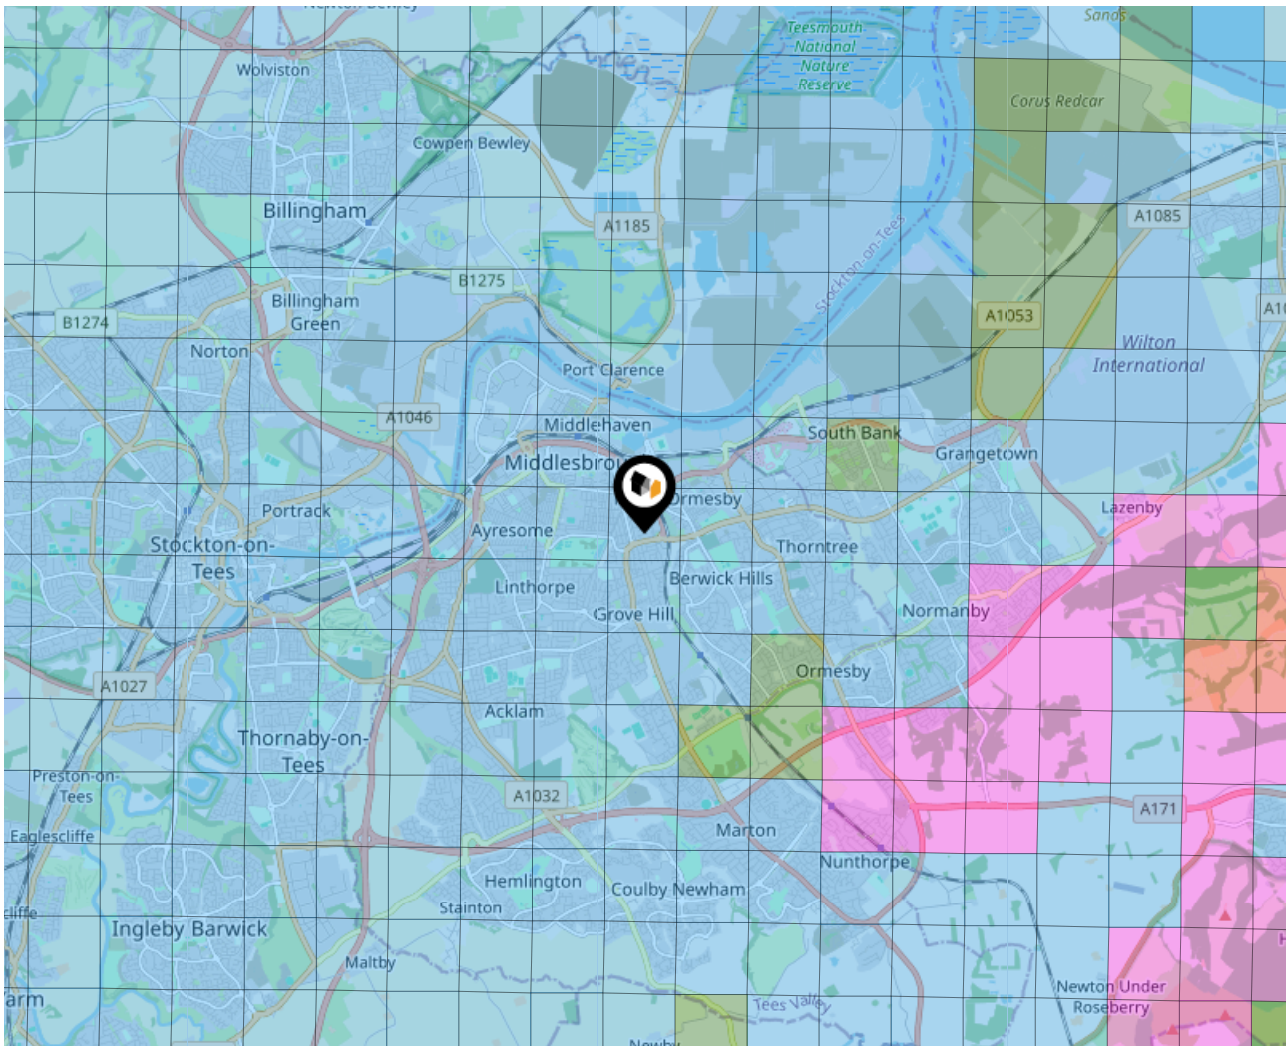 Sands
Teesmouth
National
Nature
Reserve
Wolviston
Corus Redcar
Cowpen Bewley
Billingham
A1185
A1085
Stockton-on-Tees
B1275
Billingham
Green
B1274
A1053
Norton
Wilton
International
Port Clarence
A1046
Middlehaven
South Bank
Grangetown
Ormesby
Portrack
Ayresome
Lazenby
Stockton-on-
Tees
Thorntree
Linthorpe
Berwick Hills
Grove Hill
Normanby
Ormesby
A1027
Acklam
Thornaby-on-
Tees
Preston-on-
Tees
A1032
A171
Eaglescliffe
Marton
Nunthorpe
Hemlington
Coulby Newham
Stainton
Ingleby Barwick
Maltby
Newton Under
Roseberry
Tees Valley